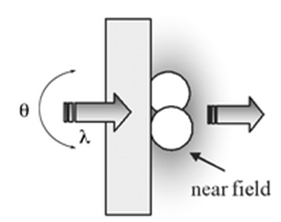 θ
λ
near field